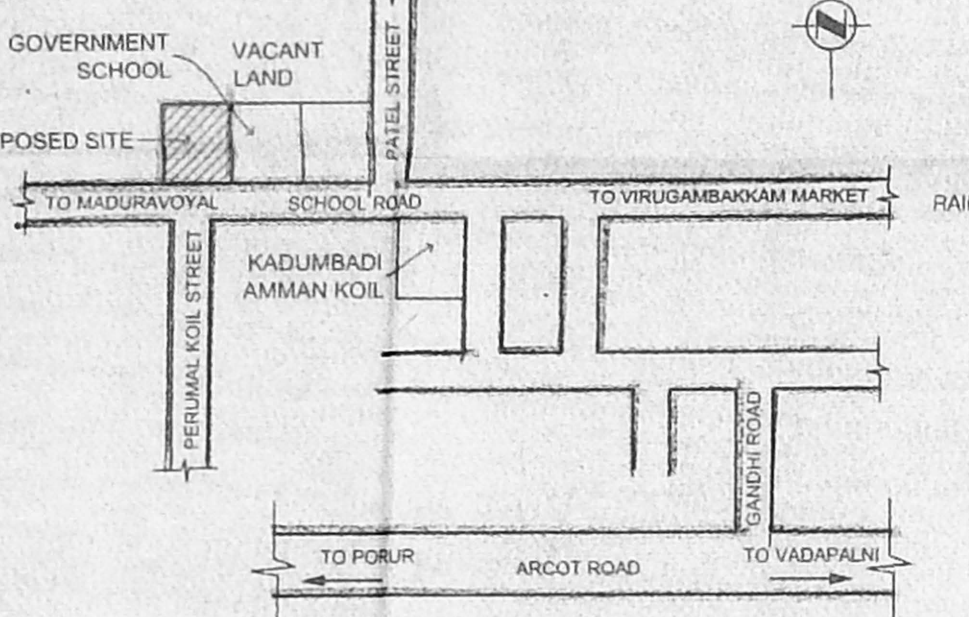 GOVERNMENT
SCHOOL
VACANT
LAND
PATEL STREET
N
POSED SITE
TO MADURAVOYAL
SCHOOL ROAD
TO VIRUGAMBAKKAM MARKET
RAI
KADUMBADI
AMMAN KOIL
PERUMAL KOIL STREET
GANDHI ROAD
TO PORUR
ARCOT ROAD
TO VADAPALNI